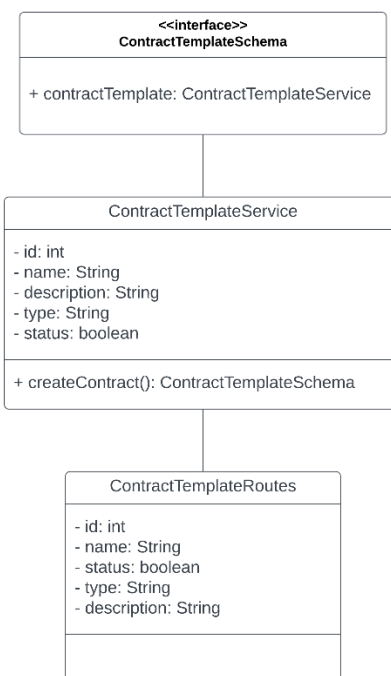 <<interface>>
ContractTemplateSchema
+ contractTemplate: ContractTemplateService
ContractTemplateService
- id: int
- name: String
- description: String
- type: String
- status: boolean
+ createContract(): ContractTemplateSchema
ContractTemplateRoutes
- id: int
- name: String
- status: boolean
- type: String
- description: String